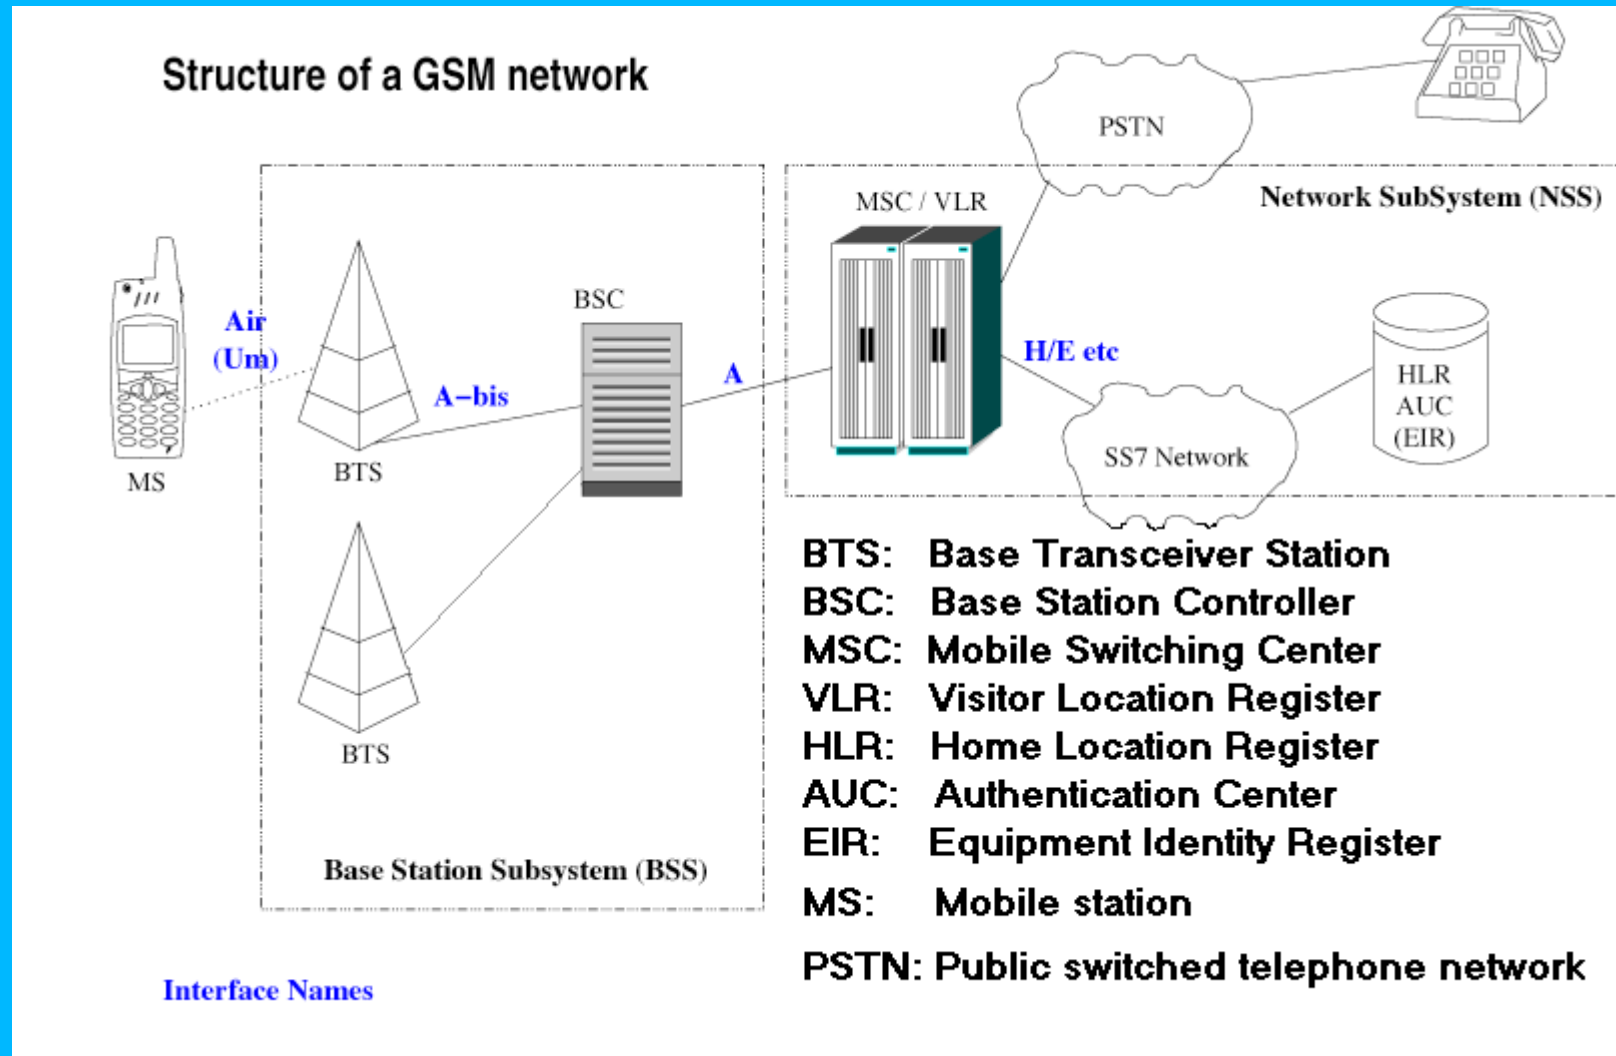 Structure of a GSM network
PSTN
MSC / VLR
Network SubSystem (NSS)
BSC
Air
(Um)
A-bis
A
H/E etc
HLR
AUC
(EIR)
SS7 Network
MS
BTS
BTS
Base Station Subsystem (BSS)
BTS: Base Transceiver Station
BSC: Base Station Controller
MSC: Mobile Switching Center
VLR: Visitor Location Register
HLR: Home Location Register
AUC: Authentication Center
EIR: Equipment Identity Register
MS: Mobile station
PSTN: Public switched telephone network
Interface Names